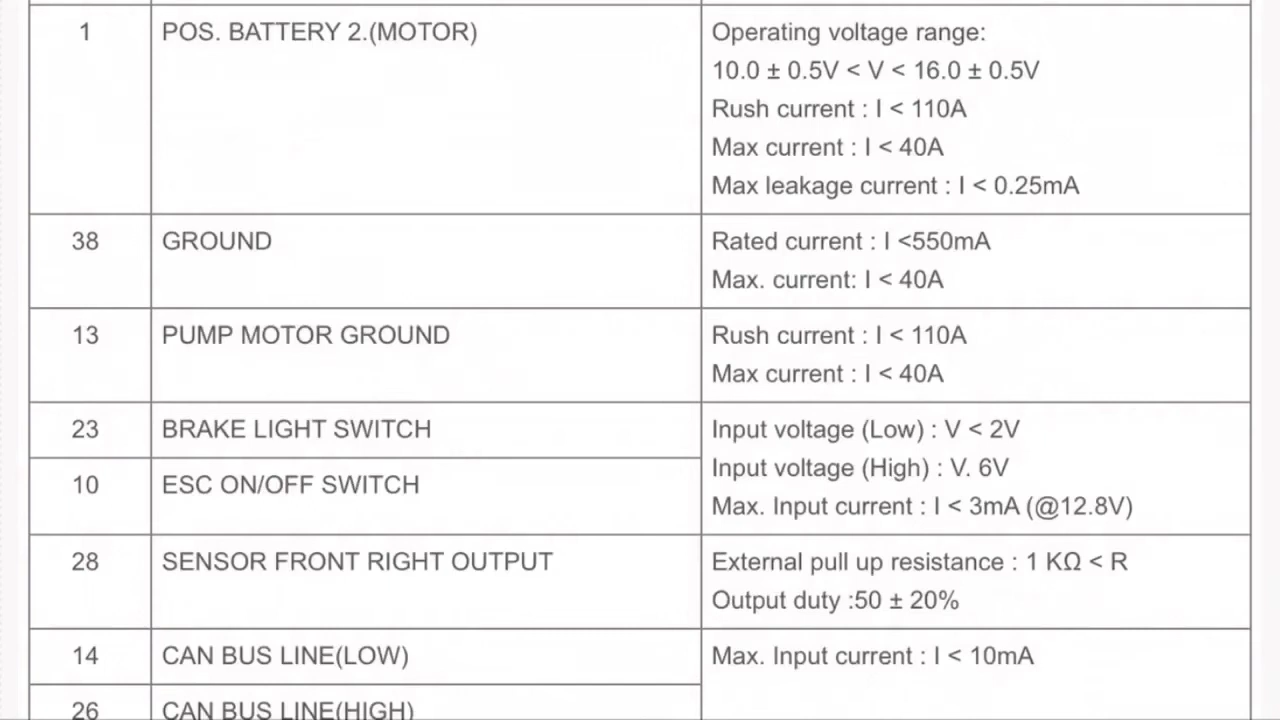 1 POS. BATTERY 2.(MOTOR) Operating voltage range:
10.0 ± 0.5V < V < 16.0 ± 0.5V
Rush current : I < 110A
Max current : I < 40A
Max leakage current : I < 0.25mA
38 GROUND Rated current : I <550mA
Max. current: I < 40A
13 PUMP MOTOR GROUND Rush current : I < 110A
Max current : I < 40A
23 BRAKE LIGHT SWITCH Input voltage (Low) : V < 2V
Input voltage (High) : V. 6V
10 ESC ON/OFF SWITCH
Max. Input current : I < 3mA (@12.8V)
28 SENSOR FRONT RIGHT OUTPUT External pull up resistance : 1 KΩ < R
Output duty :50 ± 20%
14 CAN BUS LINE(LOW) Max. Input current : I < 10mA
26 CAN BUS LINE(HIGH)